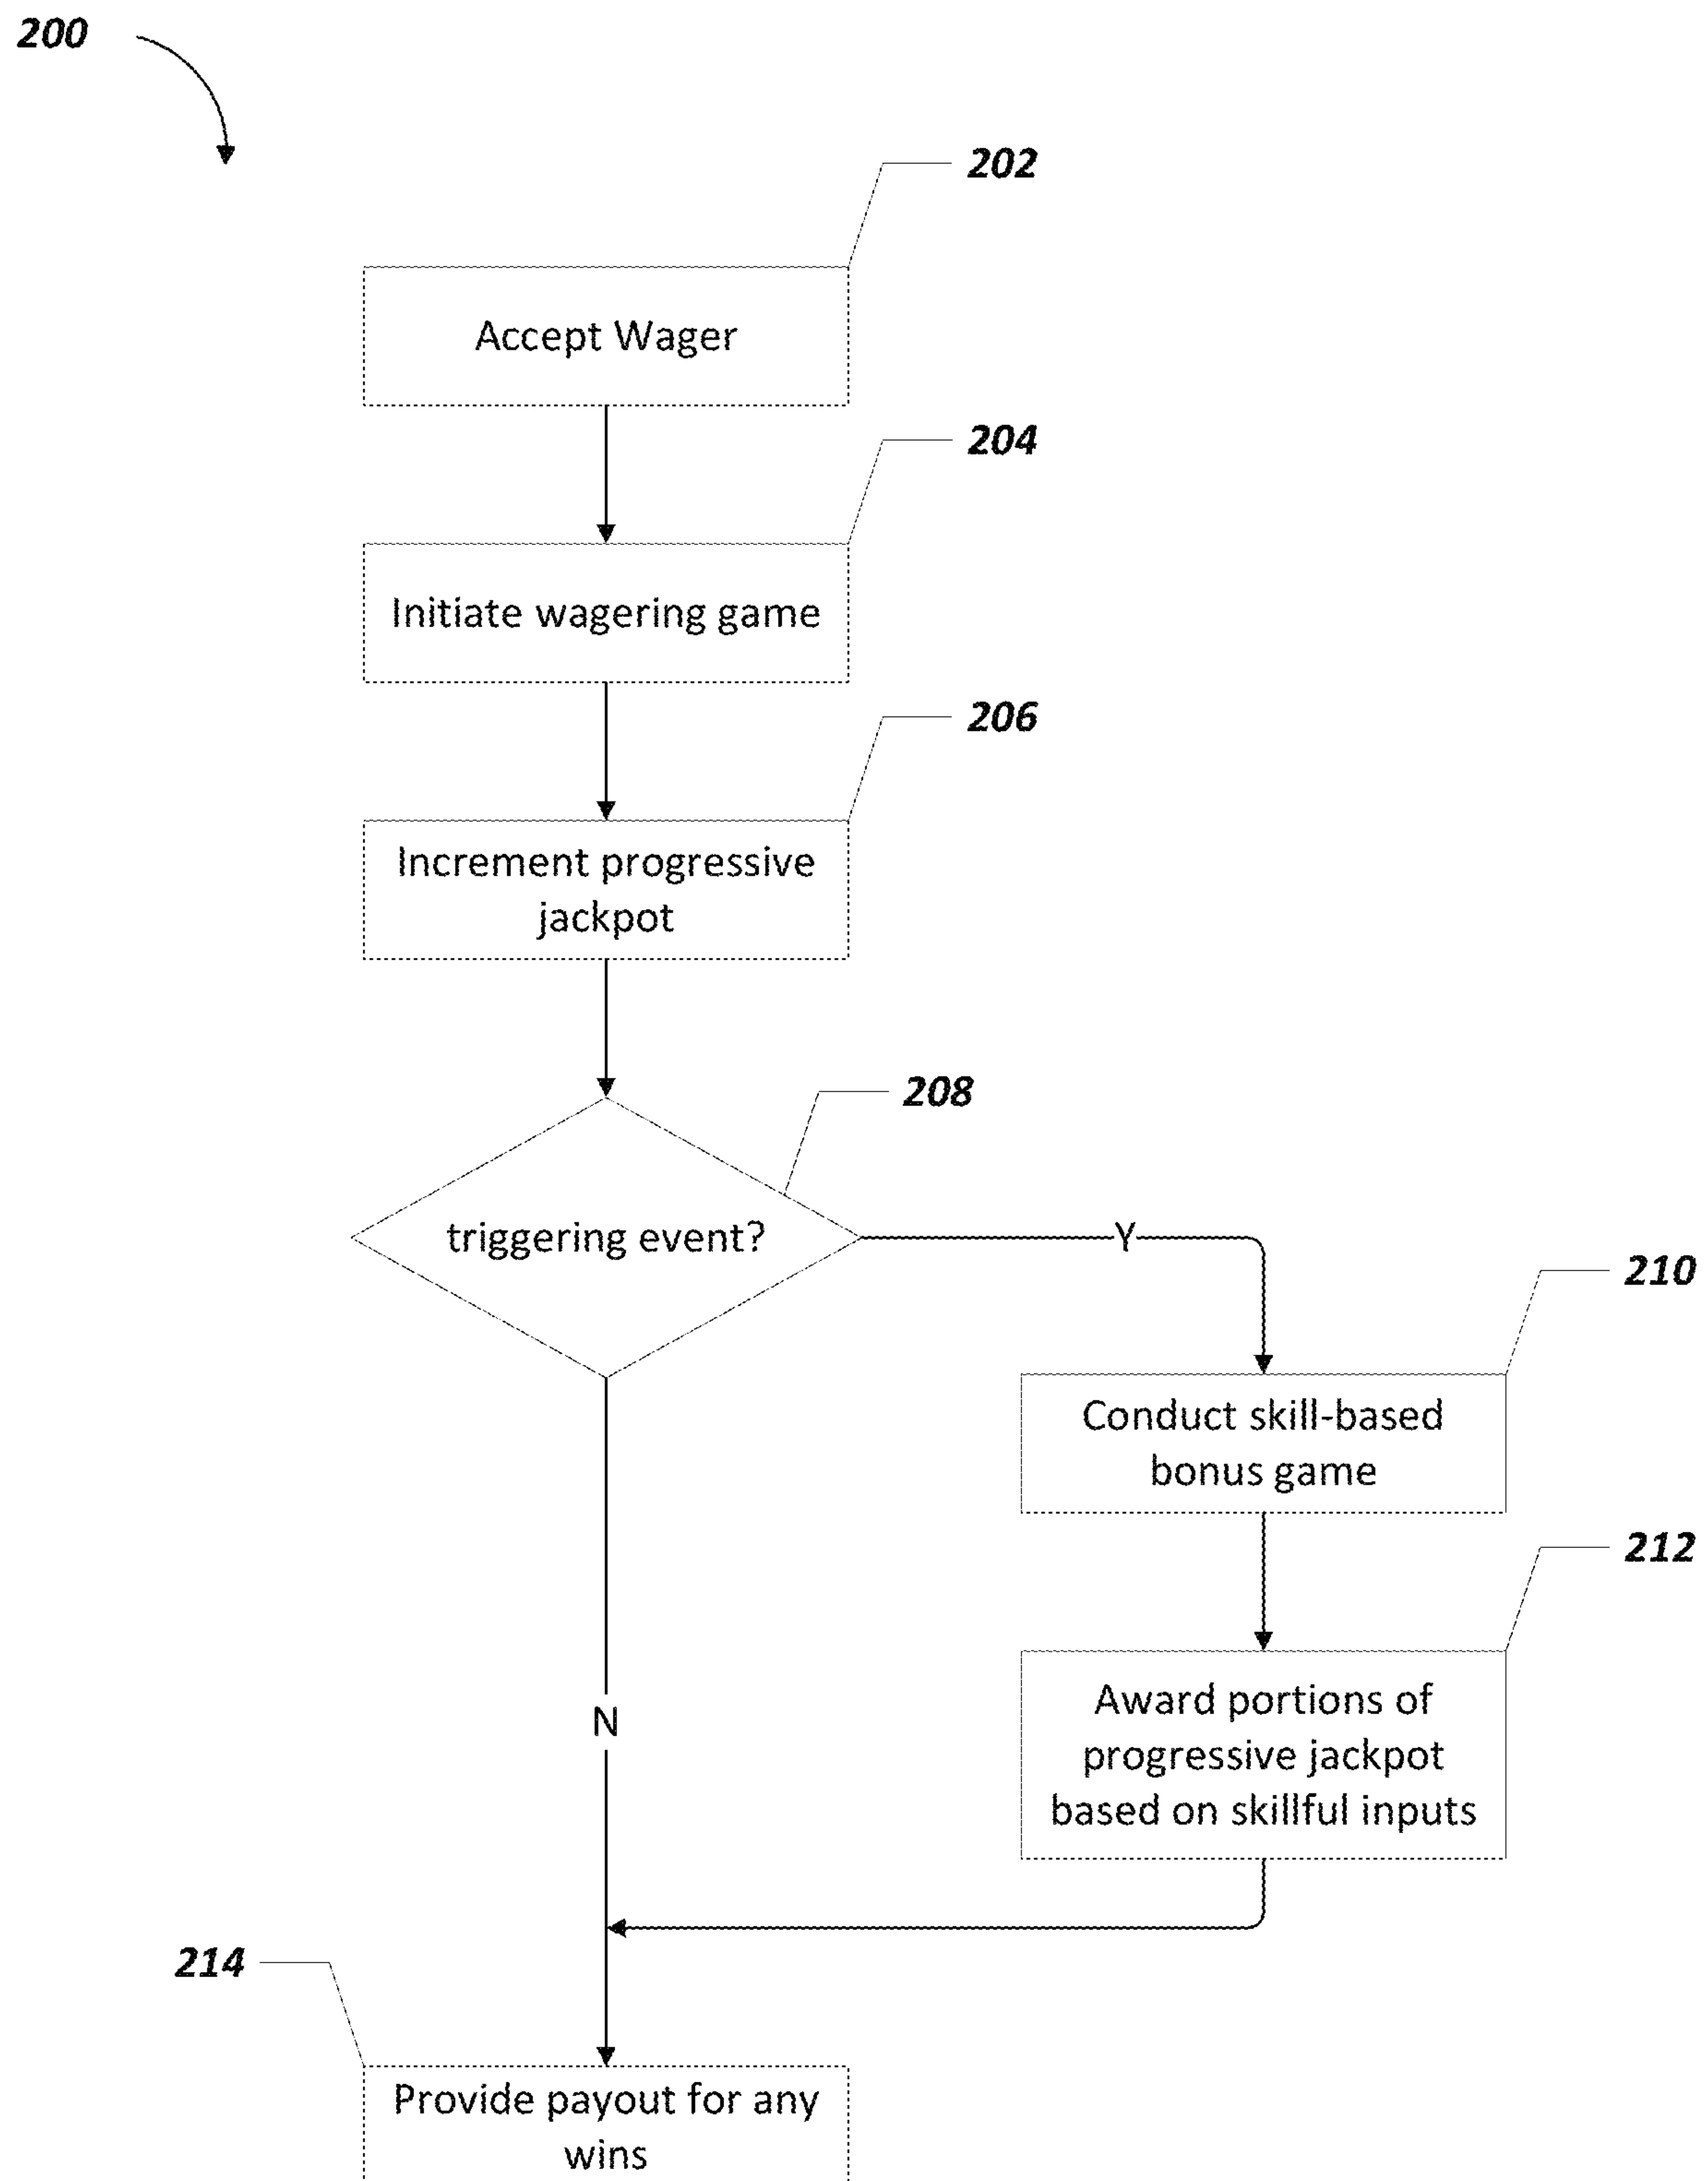 200
202
Accept Wager
204
Initiate wagering game
206
Increment progressive
jackpot
208
triggering event?
Y
210
Conduct skill-based
bonus game
212
Award portions of
progressive jackpot
based on skillful inputs
N
214
Provide payout for any
wins